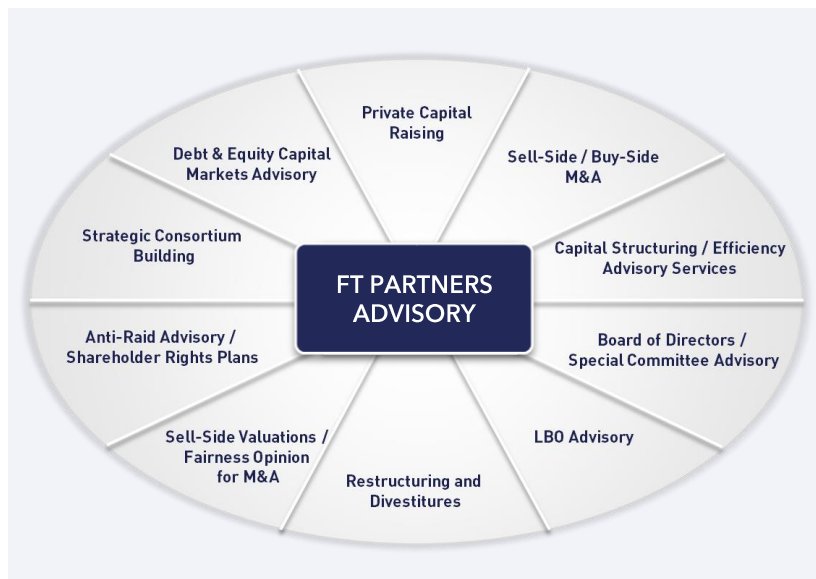 Private Capital
Raising
Debt & Equity Capital
Markets Advisory
Sell-Side / Buy-Side
M&A
Strategic Consortium
Building
Capital Structuring / Efficiency
Advisory Services
FT PARTNERS
ADVISORY
Anti-Raid Advisory /
Shareholder Rights Plans
Board of Directors /
Special Committee Advisory
Sell-Side Valuations /
Fairness Opinion
for M&A
LBO Advisory
Restructuring and
Divestitures